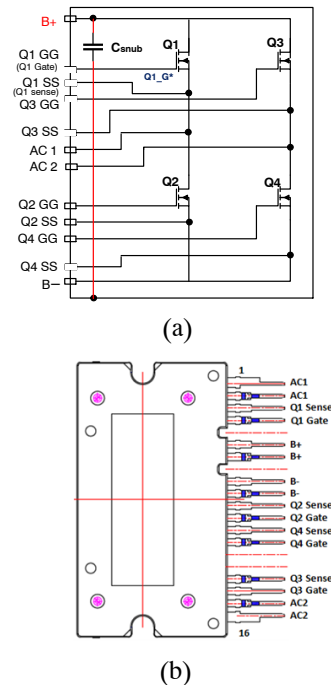 B+
Csnub
Q1
Q3
Q1 GG
(Q1 Gate)
Q1_G*
Q1 SS
(Q1 sense)
Q3 GG
Q3 SS
AC 1
AC 2
Q2
Q4
Q2 GG
Q2 SS
Q4 GG
Q4 SS
B−
(a)
1
AC1
AC1
Q1 Sense
Q1 Gate
B+
B+
B-
B-
Q2 Sense
Q2 Gate
Q4 Sense
Q4 Gate
Q3 Sense
Q3 Gate
AC2
AC2
16
(b)